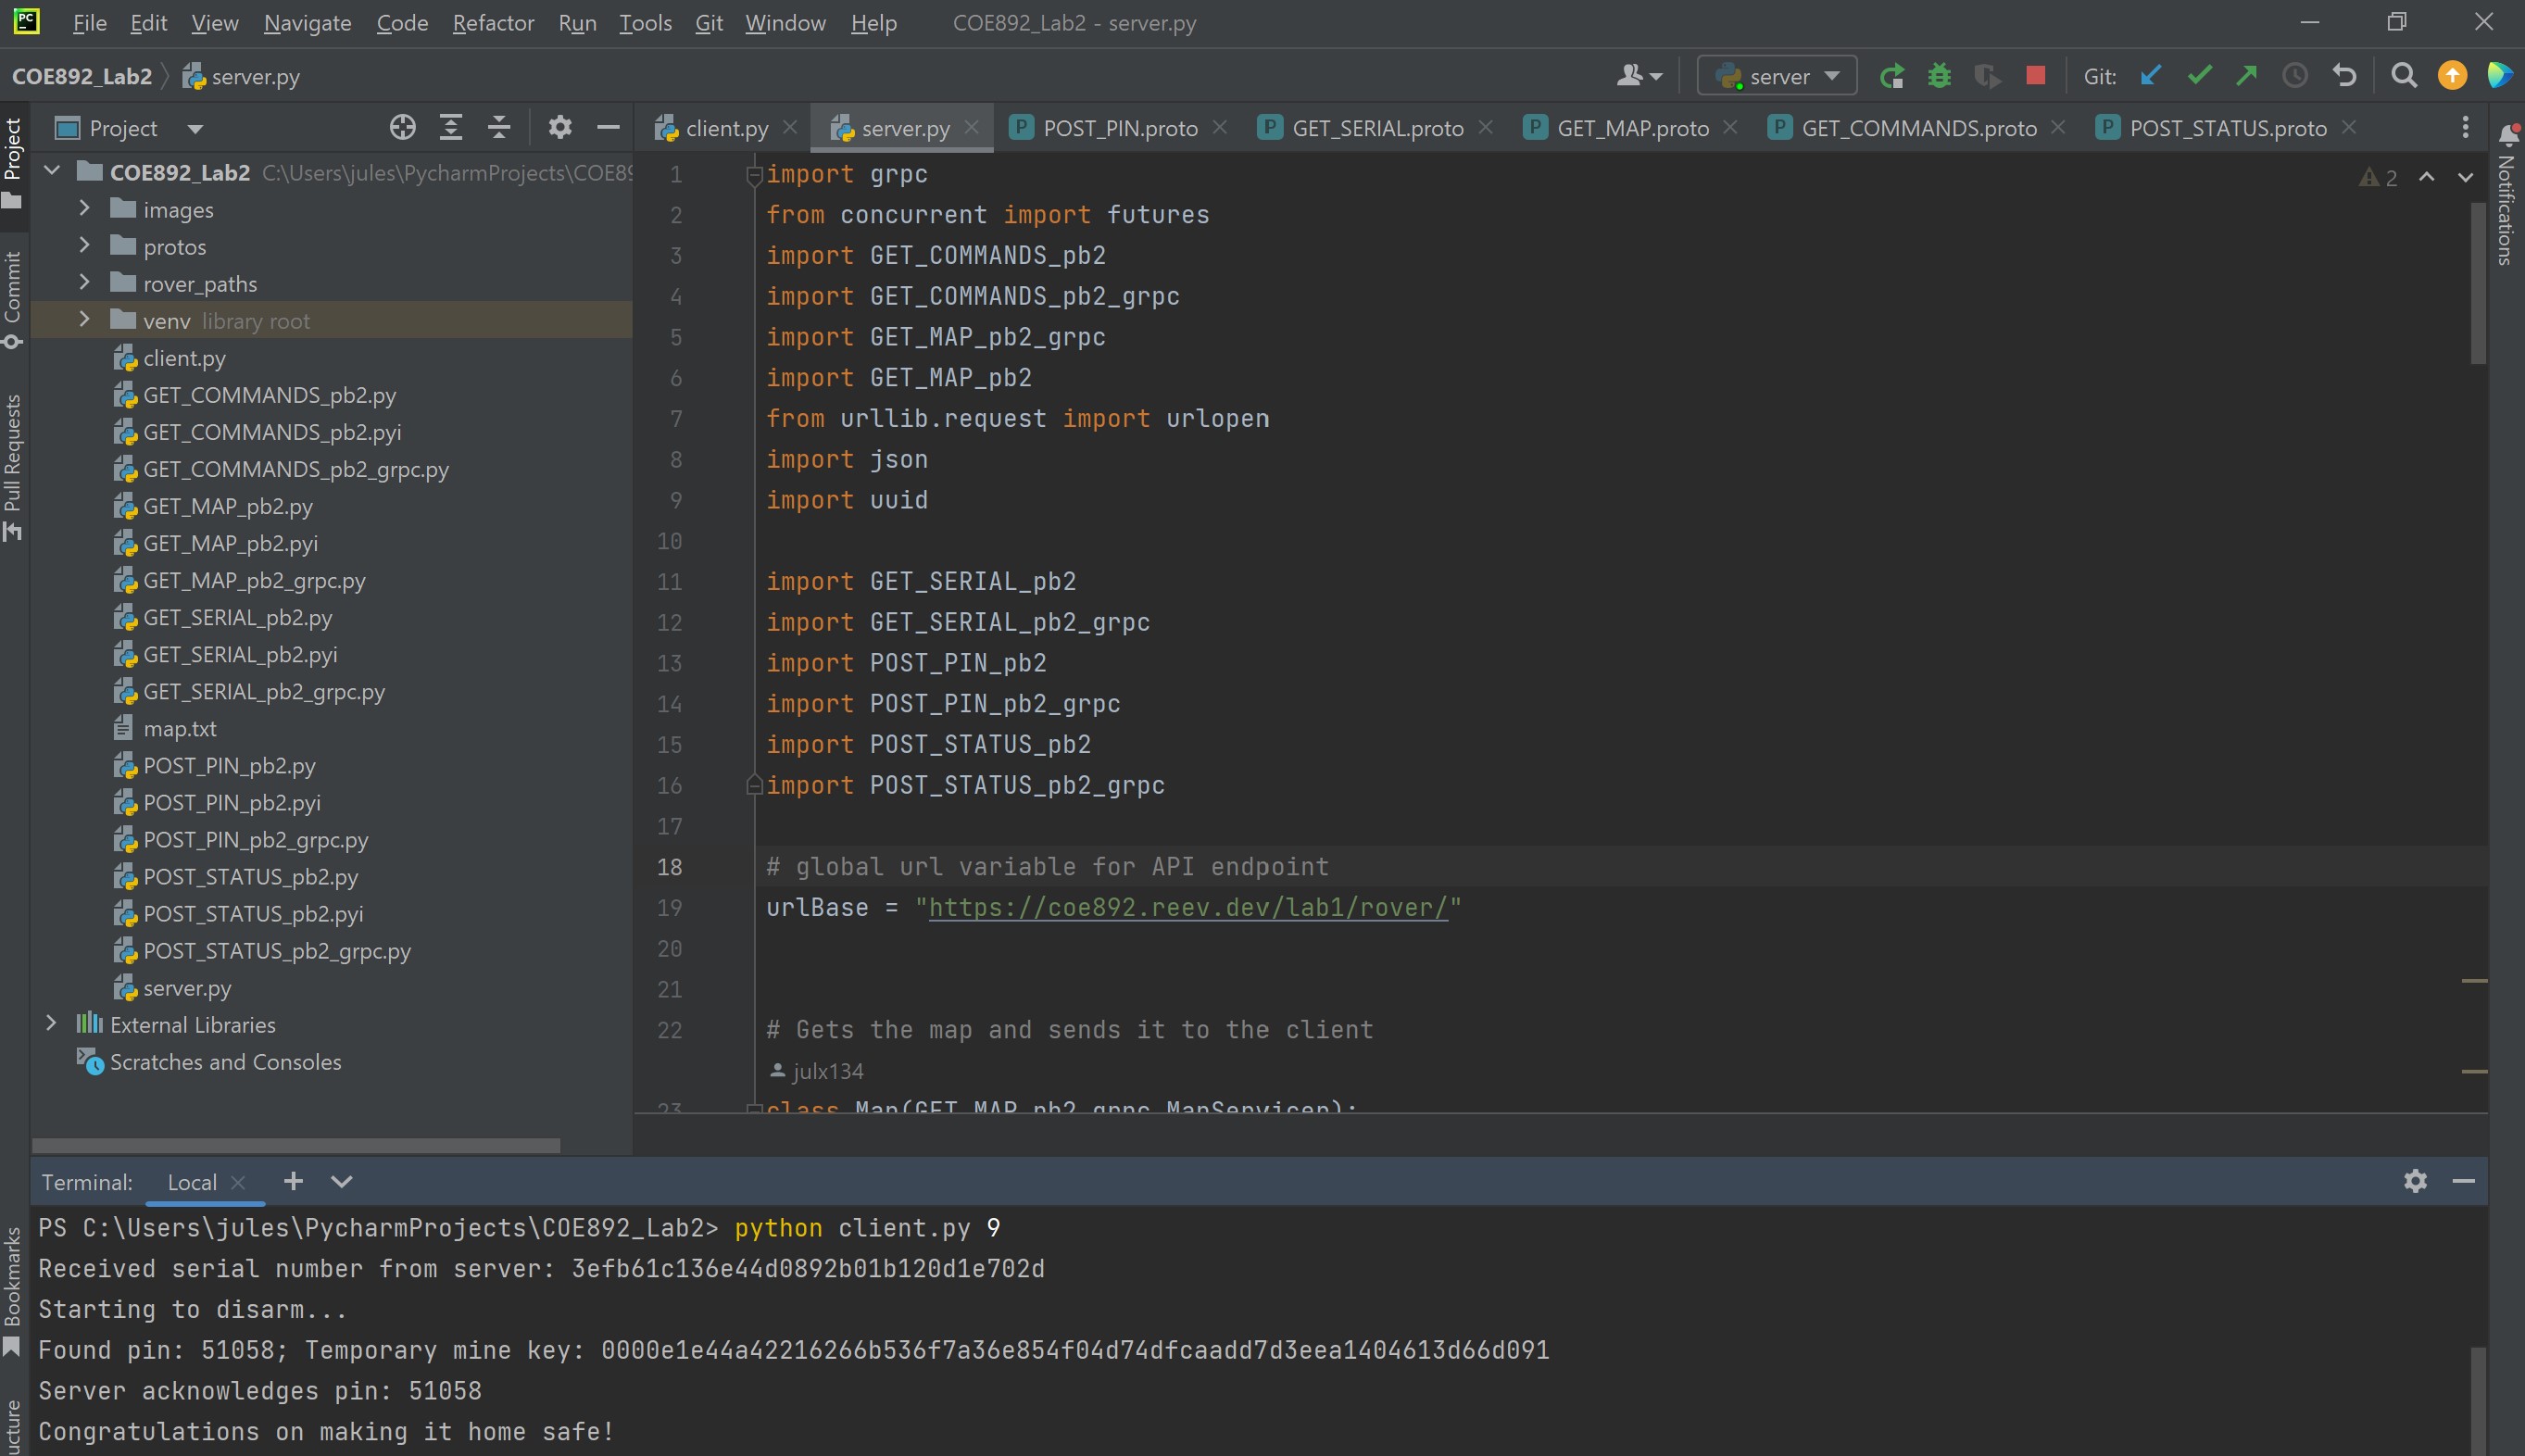 PC
File Edit View Navigate Code Refactor Run Tools Git Window Help COE892_Lab2 - server.py
COE892_Lab2 server.py server Git:
Project client.py server.py POST_PIN.proto GET_SERIAL.proto GET_MAP.proto GET_COMMANDS.proto POST_STATUS.proto
Project
Commit
Pull Requests
Bookmarks
ucture
Notifications
COE892_Lab2 C:\Users\jules\PycharmProjects\COE89
images
protos
rover_paths
venv library root
client.py
GET_COMMANDS_pb2.py
GET_COMMANDS_pb2.pyi
GET_COMMANDS_pb2_grpc.py
GET_MAP_pb2.py
GET_MAP_pb2.pyi
GET_MAP_pb2_grpc.py
GET_SERIAL_pb2.py
GET_SERIAL_pb2.pyi
GET_SERIAL_pb2_grpc.py
map.txt
POST_PIN_pb2.py
POST_PIN_pb2.pyi
POST_PIN_pb2_grpc.py
POST_STATUS_pb2.py
POST_STATUS_pb2.pyi
POST_STATUS_pb2_grpc.py
server.py
External Libraries
Scratches and Consoles
1 import grpc 2
2 from concurrent import futures
3 import GET_COMMANDS_pb2
4 import GET_COMMANDS_pb2_grpc
5 import GET_MAP_pb2_grpc
6 import GET_MAP_pb2
7 from urllib.request import urlopen
8 import json
9 import uuid
10
11 import GET_SERIAL_pb2
12 import GET_SERIAL_pb2_grpc
13 import POST_PIN_pb2
14 import POST_PIN_pb2_grpc
15 import POST_STATUS_pb2
16 import POST_STATUS_pb2_grpc
17
18 # global url variable for API endpoint
19 urlBase = "https://coe892.reev.dev/lab1/rover/"
20
21
22 # Gets the map and sends it to the client
julx134
23 class Map(GET_MAP_pb2_grpc.MapServicer):
Terminal: Local
PS C:\Users\jules\PycharmProjects\COE892_Lab2> python client.py 9
Received serial number from server: 3efb61c136e44d0892b01b120d1e702d
Starting to disarm...
Found pin: 51058; Temporary mine key: 0000e1e44a42216266b536f7a36e854f04d74dfcaadd7d3eea1404613d66d091
Server acknowledges pin: 51058
Congratulations on making it home safe!